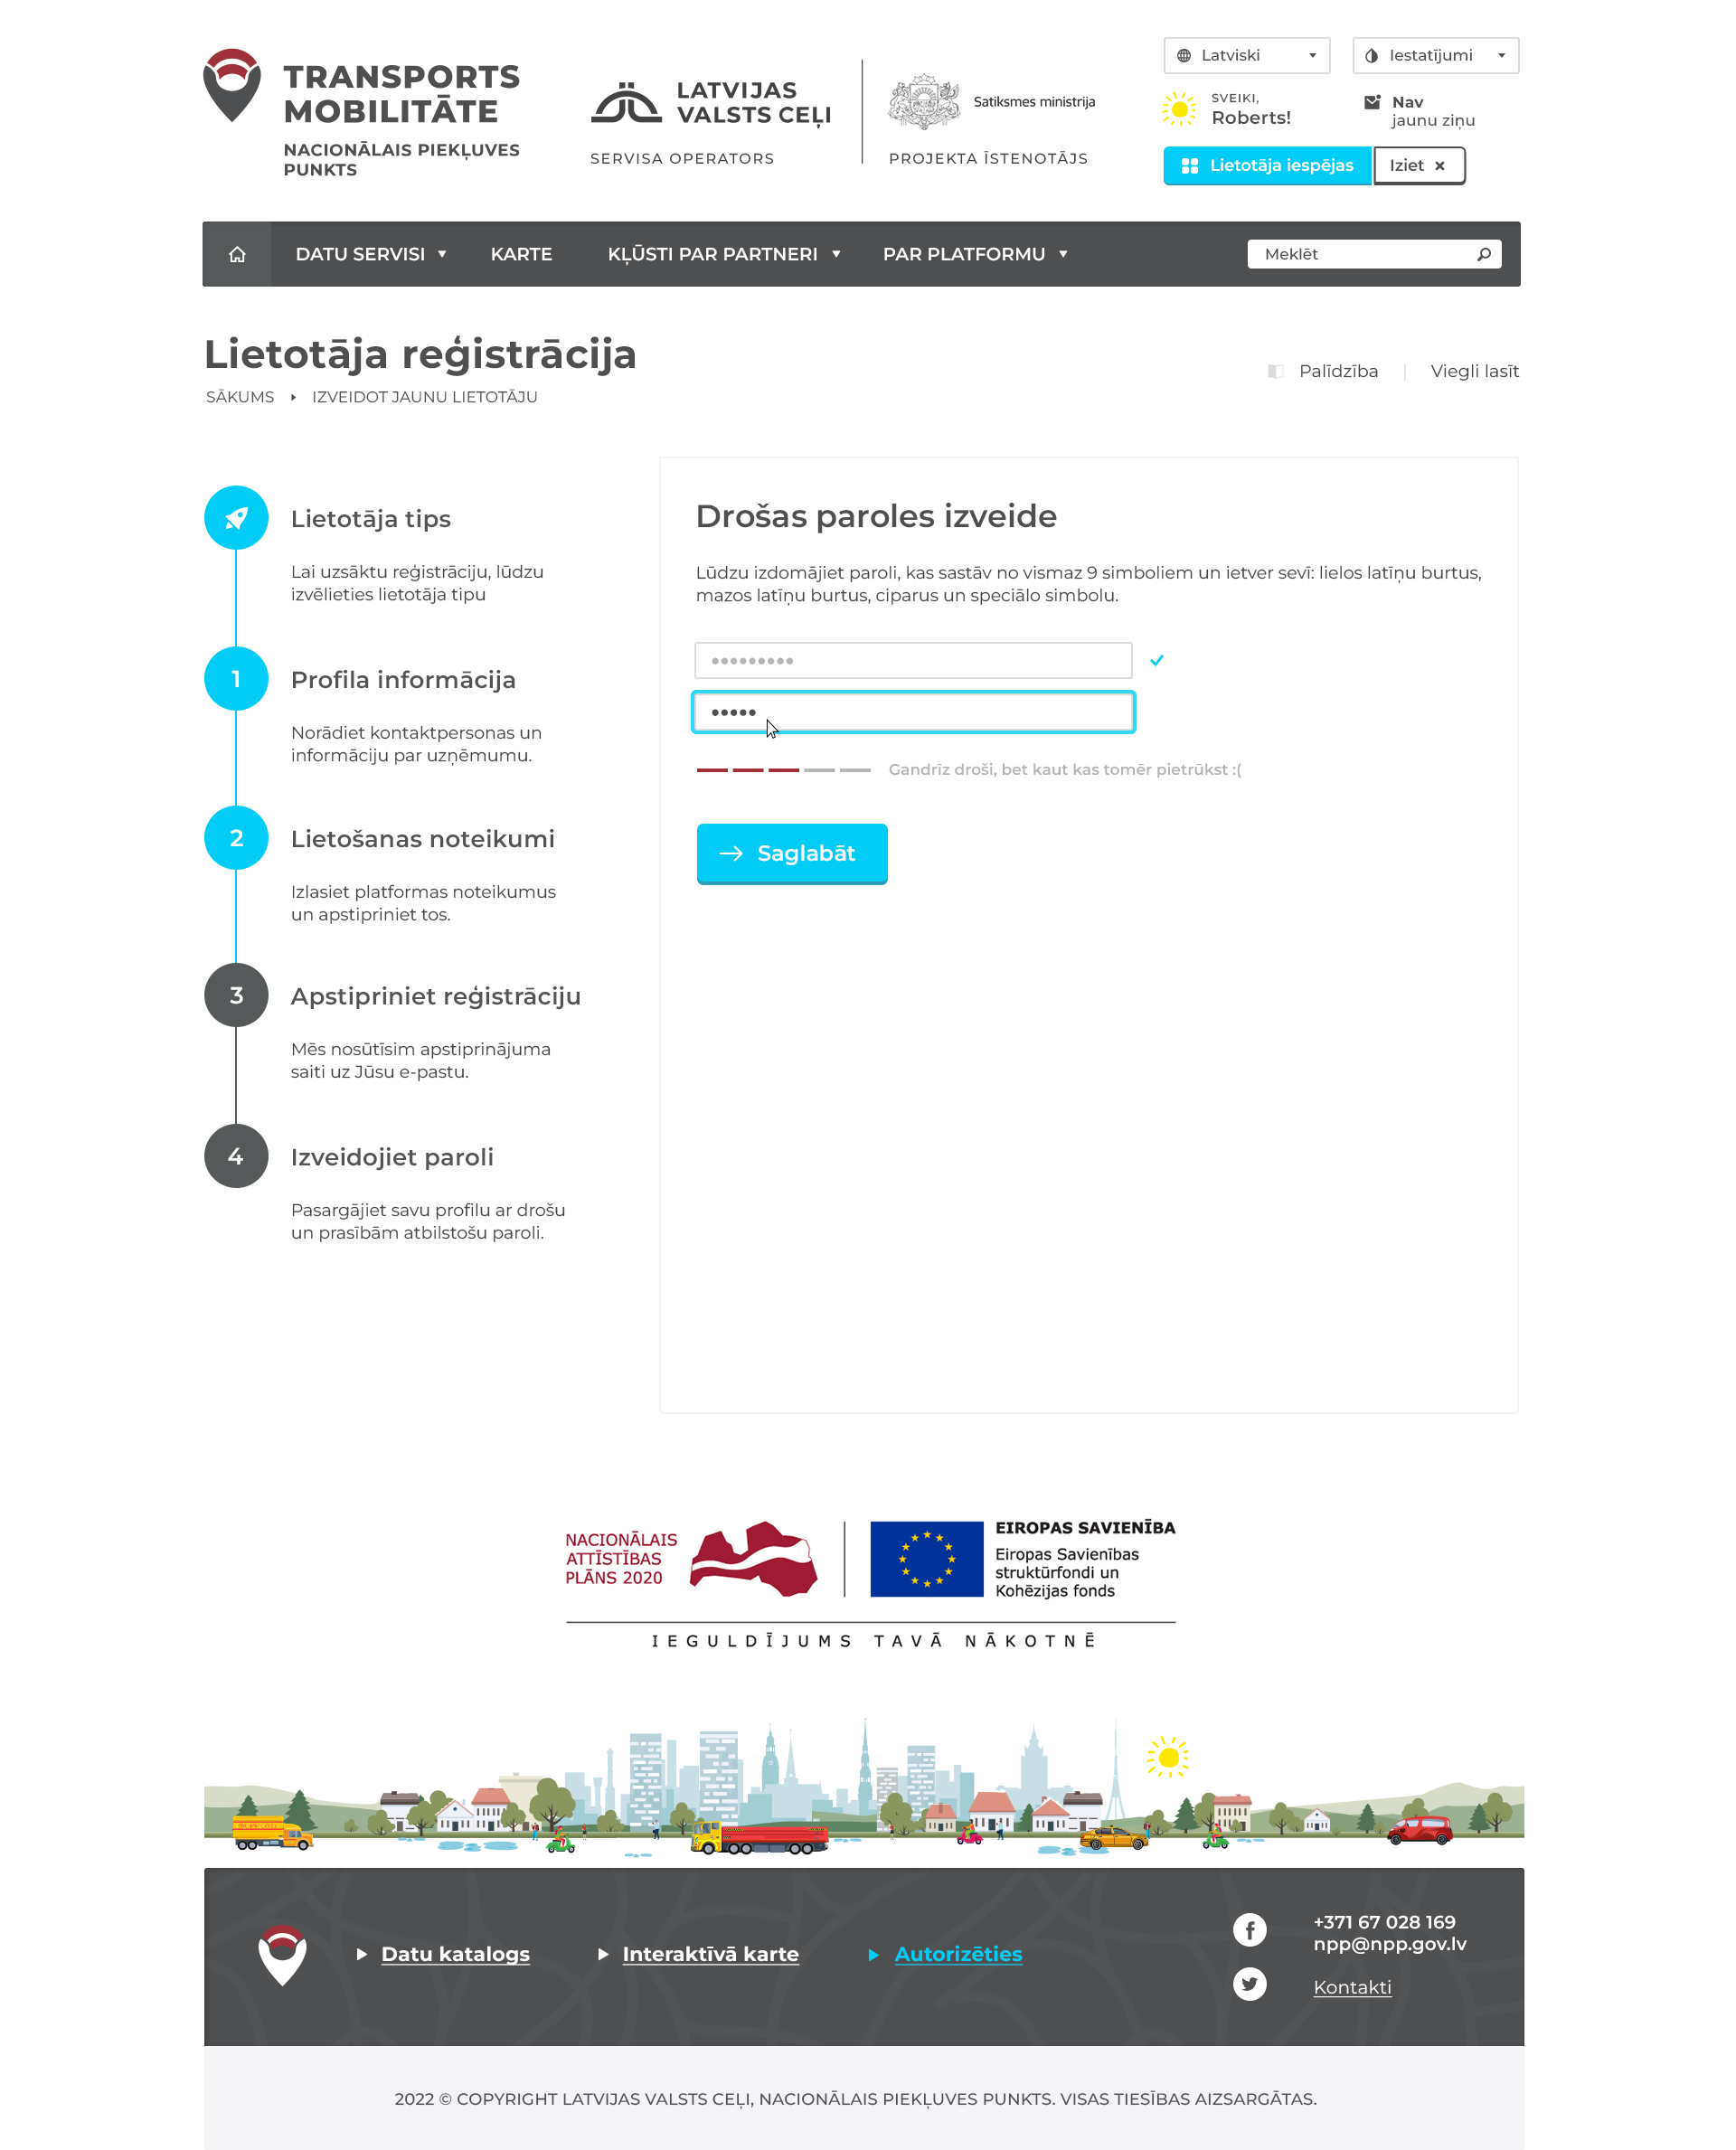 TRANSPORTS
MOBILITĀTE
NACIONĀLAIS PIEKĻUVES
PUNKTS
LATVIJAS
VALSTS CEĻI
SERVISA OPERATORS
Satiksmes ministrija
PROJEKTA ĪSTENOTĀJS
Latviski
Iestatījumi
SVEIKI,
Roberts!
Nav
jaunu ziņu
Lietotāja iespējas
Iziet
DATU SERVISI
KARTE
KĻŪSTI PAR PARTNERI
PAR PLATFORMU
Meklēt
Lietotāja reģistrācija
SĀKUMS
IZVEIDOT JAUNU LIETOTĀJU
Palīdzība
Viegli lasīt
Lietotāja tips
Lai uzsāktu reģistrāciju, lūdzu
izvēlieties lietotāja tipu
1
Profila informācija
Norādiet kontaktpersonas un
informāciju par uzņēmumu.
2
Lietošanas noteikumi
Izlasiet platformas noteikumus
un apstipriniet tos.
3
Apstipriniet reģistrāciju
Mēs nosūtīsim apstiprinājuma
saiti uz Jūsu e-pastu.
4
Izveidojiet paroli
Pasargājiet savu profilu ar drošu
un prasībām atbilstošu paroli.
Drošas paroles izveide
Lūdzu izdomājiet paroli, kas sastāv no vismaz 9 simboliem un ietver sevī: lielos latīņu burtus,
mazos latīņu burtus, ciparus un speciālo simbolu.
Gandrīz droši, bet kaut kas tomēr pietrūkst :(
Saglabāt
NACIONĀLAIS
ATTĪSTĪBAS
PLĀNS 2020
EIROPAS SAVIENĪBA
Eiropas Savienības
struktūrfondi un
Kohēzijas fonds
IEGULDĪJUMS TAVĀ NĀKOTNĒ
Datu katalogs
Interaktīvā karte
Autorizēties
+371 67 028 169
npp@npp.gov.lv
Kontakti
2022 © COPYRIGHT LATVIJAS VALSTS CEĻI, NACIONĀLAIS PIEKĻUVES PUNKTS. VISAS TIESĪBAS AIZSARGĀTAS.